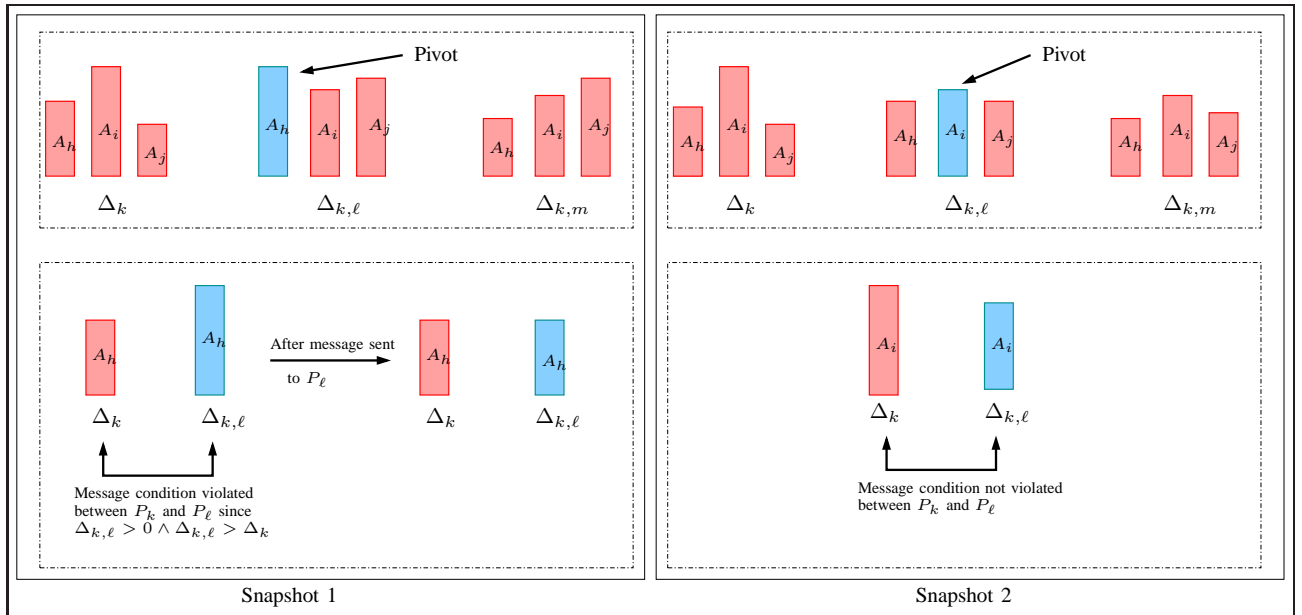 Pivot
A_h A_i A_j
Δ_k
A_h A_i A_j
Δ_{k,ℓ}
A_h A_i A_j
Δ_{k,m}
A_h
Δ_k
A_h
Δ_{k,ℓ}
After message sent
to P_ℓ
A_h
Δ_k
A_h
Δ_{k,ℓ}
Message condition violated
between P_k and P_ℓ since
Δ_{k,ℓ} > 0 ∧ Δ_{k,ℓ} > Δ_k
Snapshot 1
Pivot
A_h A_i A_j
Δ_k
A_h A_i A_j
Δ_{k,ℓ}
A_h A_i A_j
Δ_{k,m}
A_i
Δ_k
A_i
Δ_{k,ℓ}
Message condition not violated
between P_k and P_ℓ
Snapshot 2